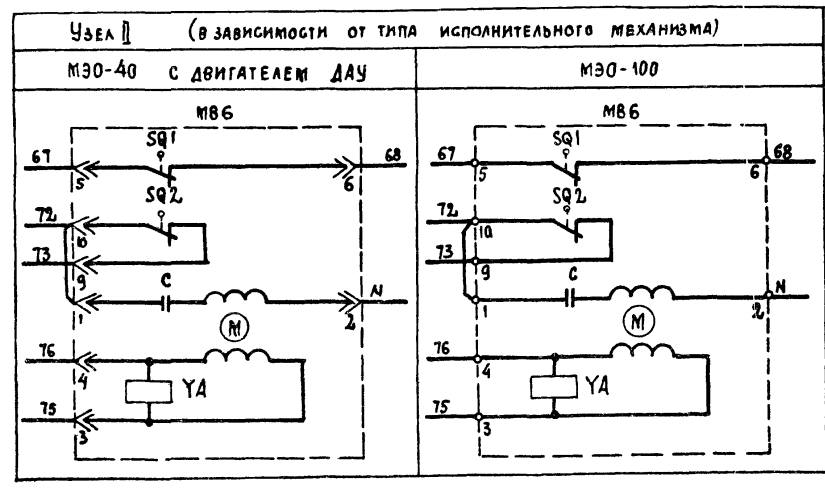 Узел II (в зависимости от типа исполнительного механизма)
МЭО-40 с двигателем ДАУ
МЭО-100
МВ6
67
SQ1
68
5
6
SQ2
72
10
73
9
C
N
1
2
M
76
4
YA
75
3
МВ6
67
SQ1
68
5
6
SQ2
72
10
73
9
C
N
1
2
M
76
4
YA
75
3